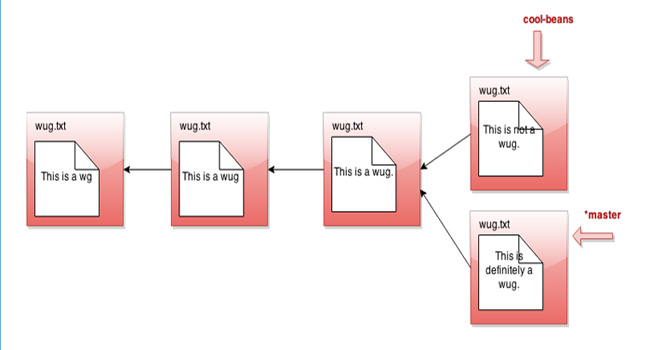 cool-beans
wug.txt
This is a wg
wug.txt
This is a wug
wug.txt
This is a wug.
wug.txt
This is not a
wug.
*master
wug.txt
This is
definitely a
wug.